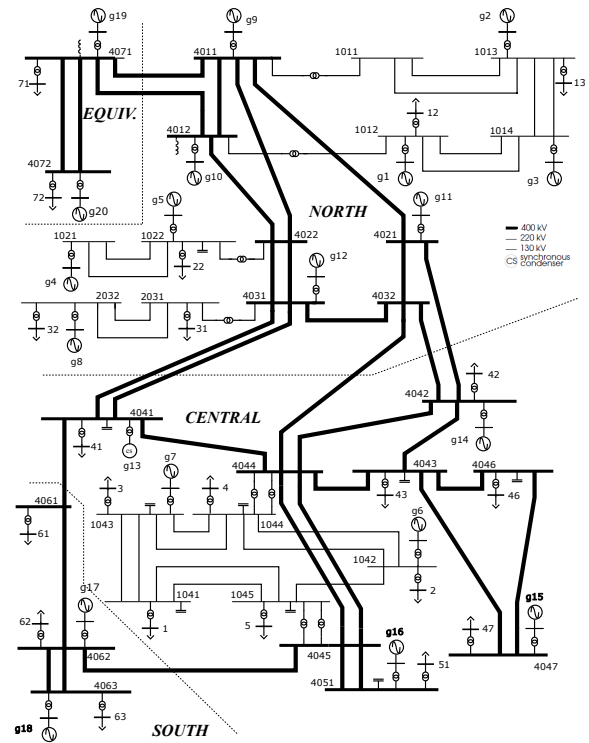 g19
g9
g2
4071
4011
1011
1013
71
13
EQUIV.
12
4012
1012
1014
4072
g10
g1
g3
72
g5
g20
NORTH
g11
400 kV
220 kV
130 kV
CS synchronous
condenser
1021
1022
4022
g12
4021
22
g4
2032
2031
4031
4032
32
g8
31
42
4042
CENTRAL
4041
41
CS
g13
g14
g7
4044
4043
4046
3
4
43
46
4061
1043
1044
g6
61
1042
g17
2
1041
1045
g15
62
1
5
g16
47
4062
4045
51
4047
4063
4051
63
g18
SOUTH